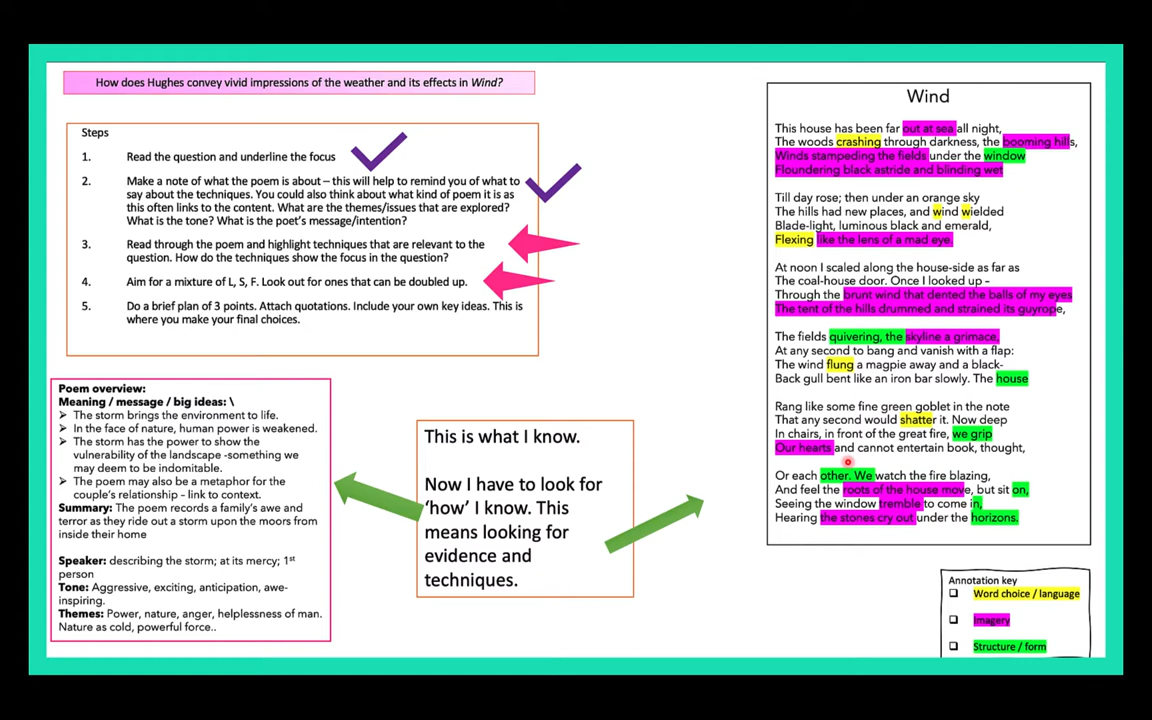 How does Hughes convey vivid impressions of the weather and its effects in Wind?
Steps
1. Read the question and underline the focus
2. Make a note of what the poem is about – this will help to remind you of what to
say about the techniques. You could also think about what kind of poem it is as
this often links to the content. What are the themes/issues that are explored?
What is the tone? What is the poet's message/intention?
3. Read through the poem and highlight techniques that are relevant to the
question. How do the techniques show the focus in the question?
4. Aim for a mixture of L, S, F. Look out for ones that can be doubled up.
5. Do a brief plan of 3 points. Attach quotations. Include your own key ideas. This is
where you make your final choices.
Poem overview:
Meaning / message / big ideas: \
The storm brings the environment to life.
In the face of nature, human power is weakened.
The storm has the power to show the
vulnerability of the landscape -something we
may deem to be indomitable.
The poem may also be a metaphor for the
couple's relationship – link to context.
Summary: The poem records a family's awe and
terror as they ride out a storm upon the moors from
inside their home
Speaker: describing the storm; at its mercy; 1st
person
Tone: Aggressive, exciting, anticipation, awe-
inspiring.
Themes: Power, nature, anger, helplessness of man.
Nature as cold, powerful force..
This is what I know.
Now I have to look for
'how' I know. This
means looking for
evidence and
techniques.
Wind
This house has been far out at sea all night,
The woods crashing through darkness, the booming hills,
Winds stampeding the fields under the window
Floundering black astride and blinding wet
Till day rose; then under an orange sky
The hills had new places, and wind wielded
Blade-light, luminous black and emerald,
Flexing like the lens of a mad eye.
At noon I scaled along the house-side as far as
The coal-house door. Once I looked up -
Through the brunt wind that dented the balls of my eyes
The tent of the hills drummed and strained its guyrope,
The fields quivering, the skyline a grimace,
At any second to bang and vanish with a flap:
The wind flung a magpie away and a black-
Back gull bent like an iron bar slowly. The house
Rang like some fine green goblet in the note
That any second would shatter it. Now deep
In chairs, in front of the great fire, we grip
Our hearts and cannot entertain book, thought,
Or each other. We watch the fire blazing,
And feel the roots of the house move, but sit on,
Seeing the window tremble to come in,
Hearing the stones cry out under the horizons.
Annotation key
Word choice / language
Imagery
Structure / form